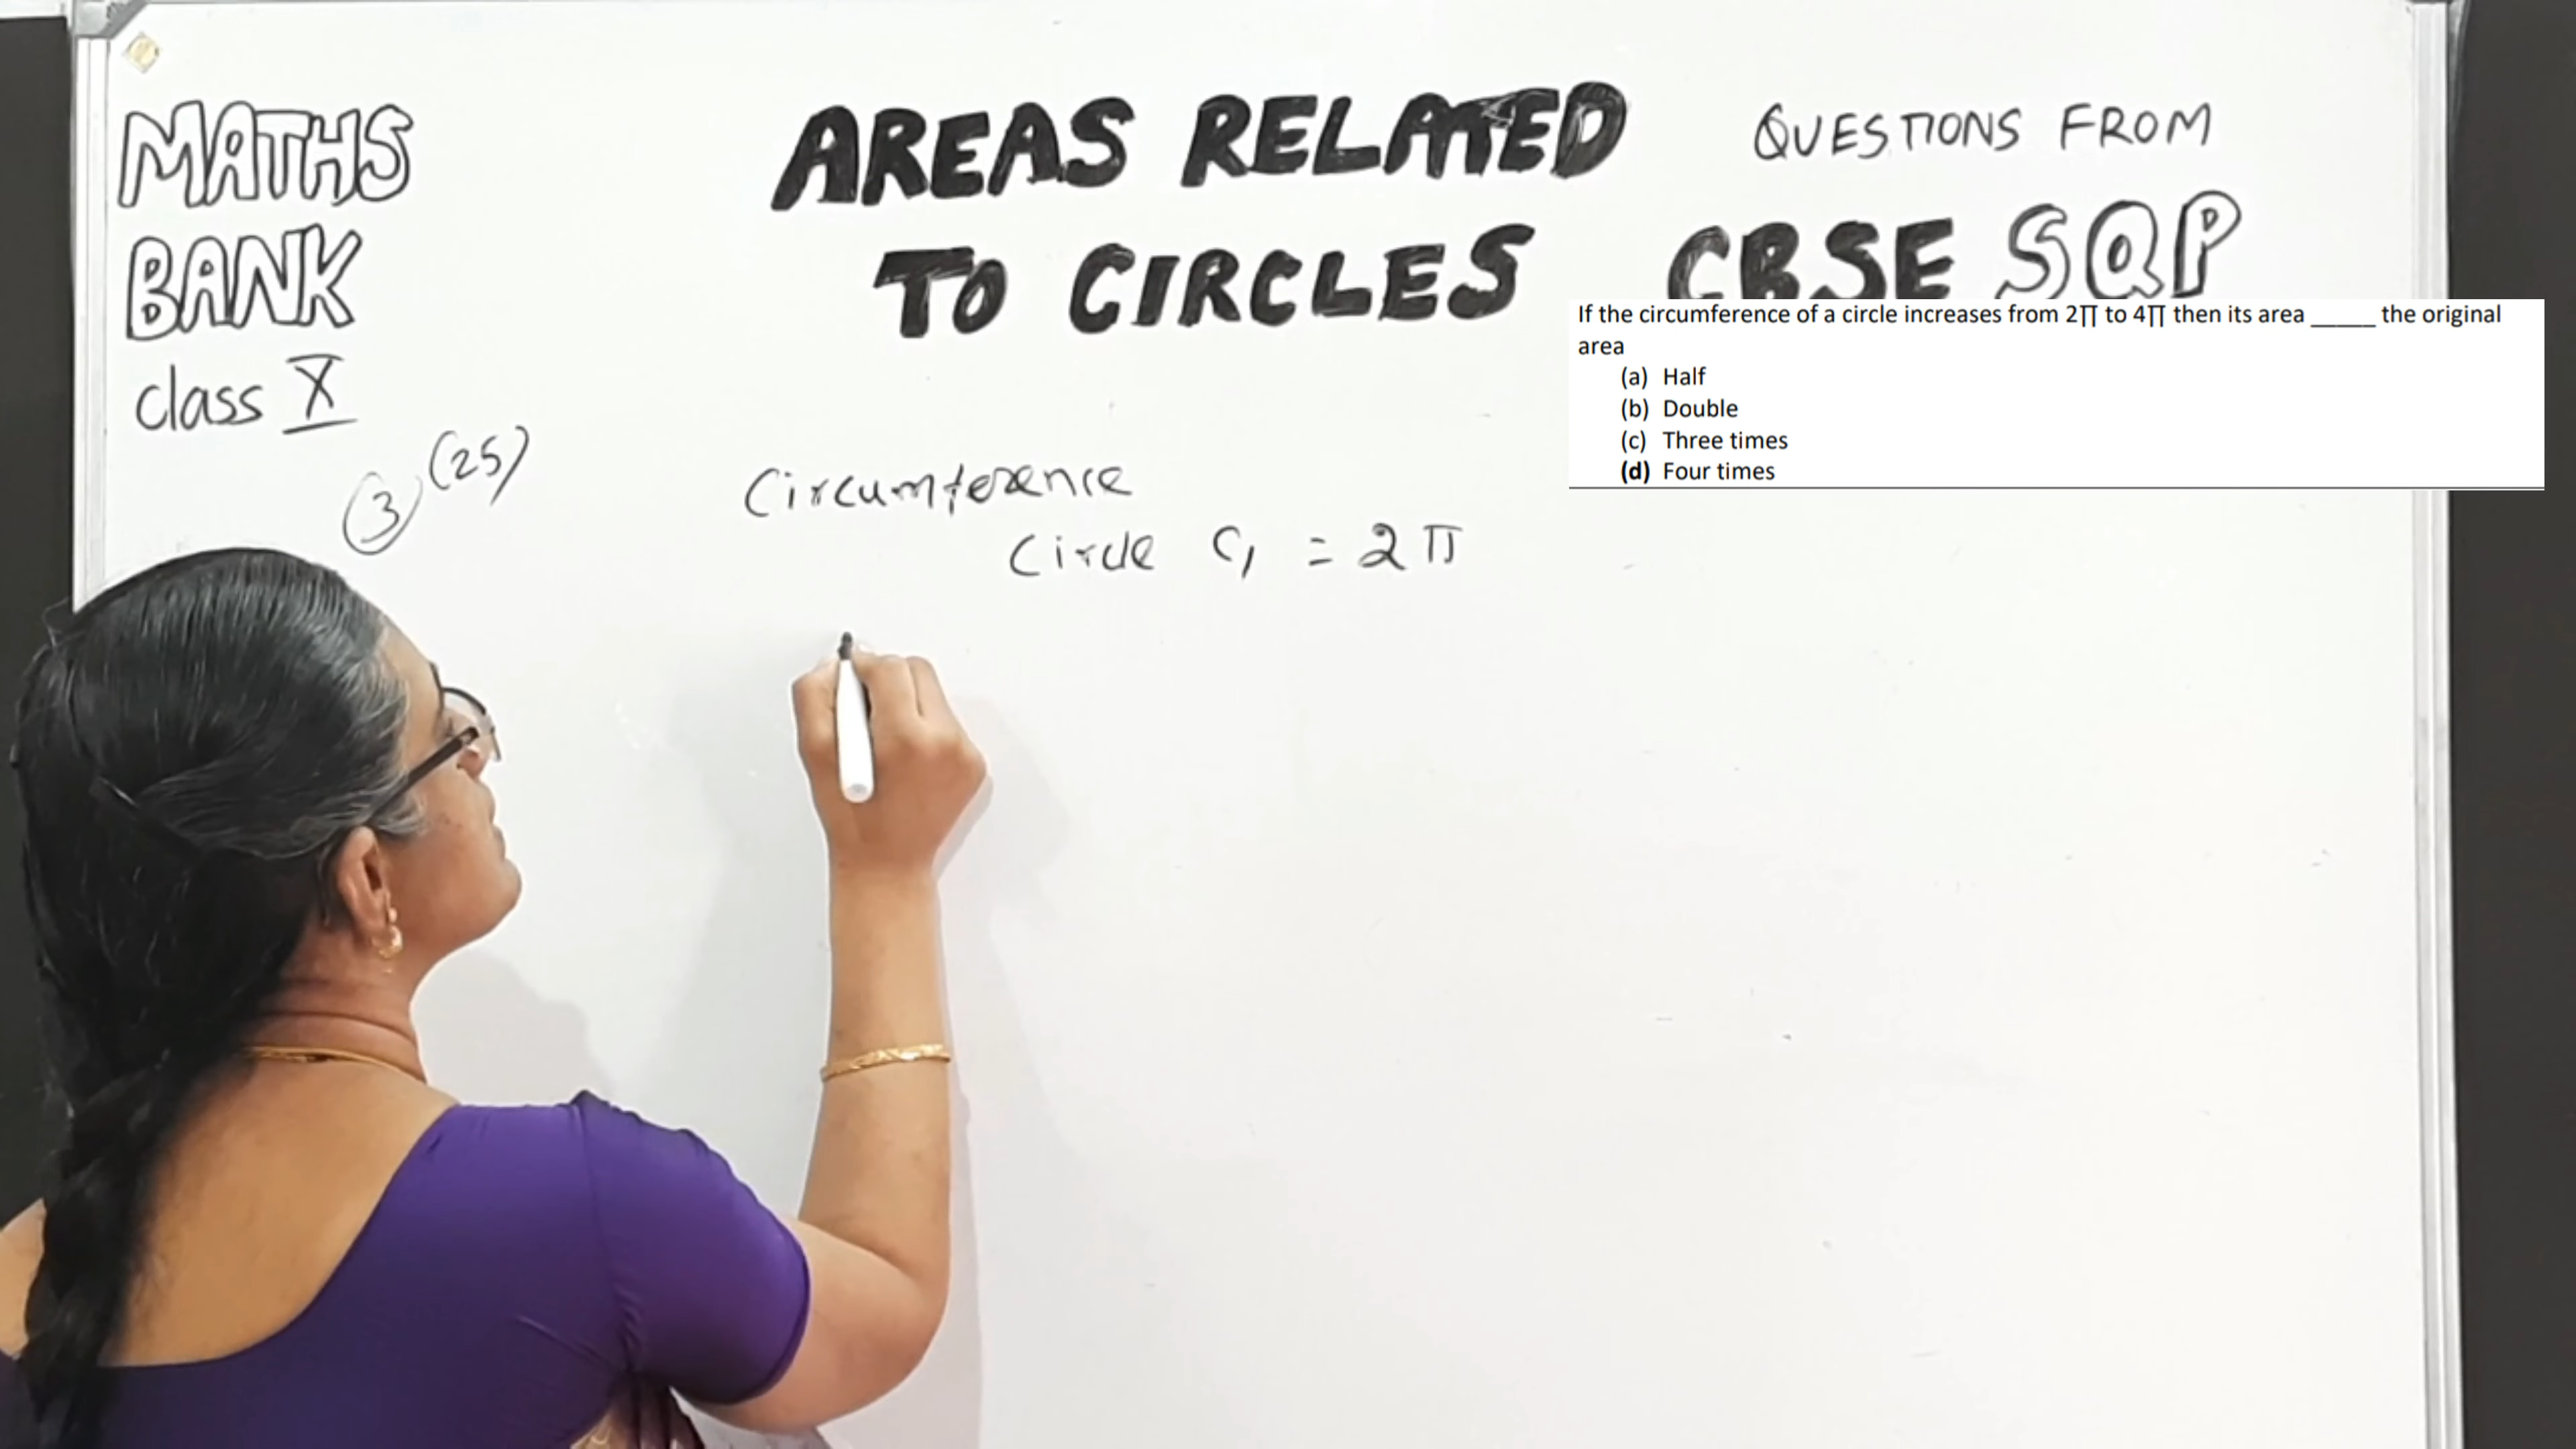 MATHS
BANK
class X
AREAS RELATED
TO CIRCLES
QUESTIONS FROM
CBSE SQP
If the circumference of a circle increases from 2∏ to 4∏ then its area _____ the original
area
(a) Half
(b) Double
(c) Three times
(d) Four times
3 (25)
Circumference
Circle C1 = 2π